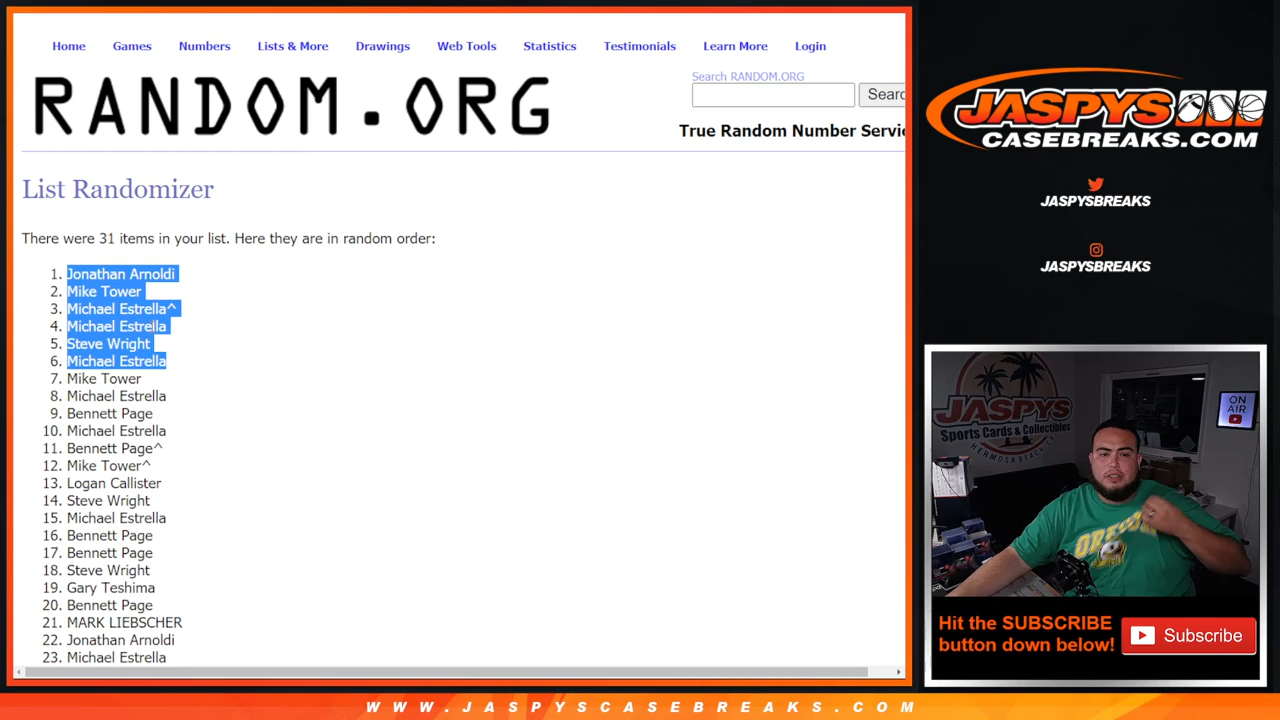 Home Games Numbers Lists & More Drawings Web Tools Statistics Testimonials Learn More Login
RANDOM.ORG
Search RANDOM.ORG
Searc
True Random Number Servic
List Randomizer
There were 31 items in your list. Here they are in random order:
1. Jonathan Arnoldi
2. Mike Tower
3. Michael Estrella^
4. Michael Estrella
5. Steve Wright
6. Michael Estrella
7. Mike Tower
8. Michael Estrella
9. Bennett Page
10. Michael Estrella
11. Bennett Page^
12. Mike Tower^
13. Logan Callister
14. Steve Wright
15. Michael Estrella
16. Bennett Page
17. Bennett Page
18. Steve Wright
19. Gary Teshima
20. Bennett Page
21. MARK LIEBSCHER
22. Jonathan Arnoldi
23. Michael Estrella
JASPYS
CASEBREAKS.COM
JASPYSBREAKS
JASPYSBREAKS
JASPYS
Sports Cards & Collectibles
HERMOSA BEACH
ON
AIR
OREGON
Hit the SUBSCRIBE
button down below!
Subscribe
WWW.JASPYSCASEBREAKS.COM